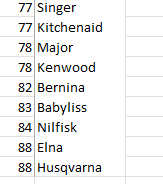 77 Singer
77 Kitchenaid
78 Major
78 Kenwood
82 Bernina
83 Babyliss
84 Nilfisk
88 Elna
88 Husqvarna